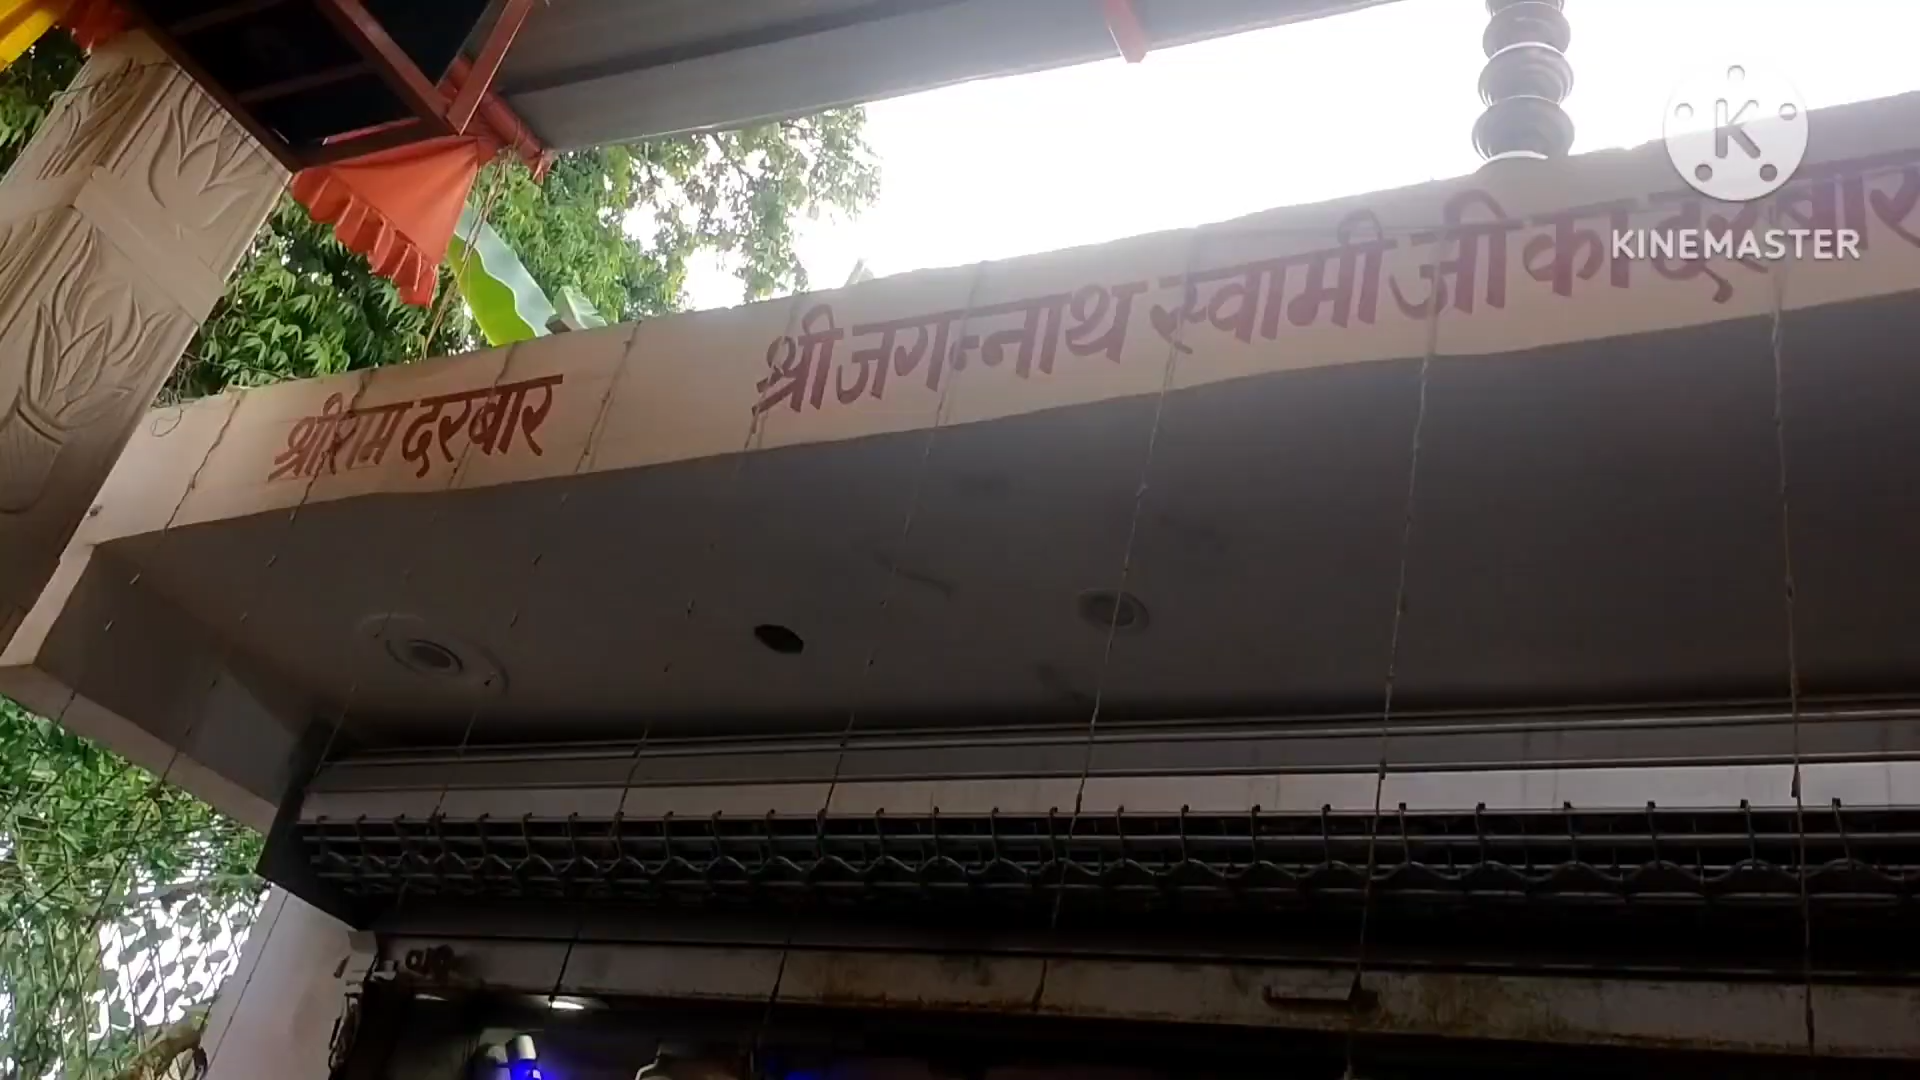 श्री राम दरबार
श्री जगन्नाथ स्वामी जी का दरबार
KINEMASTER